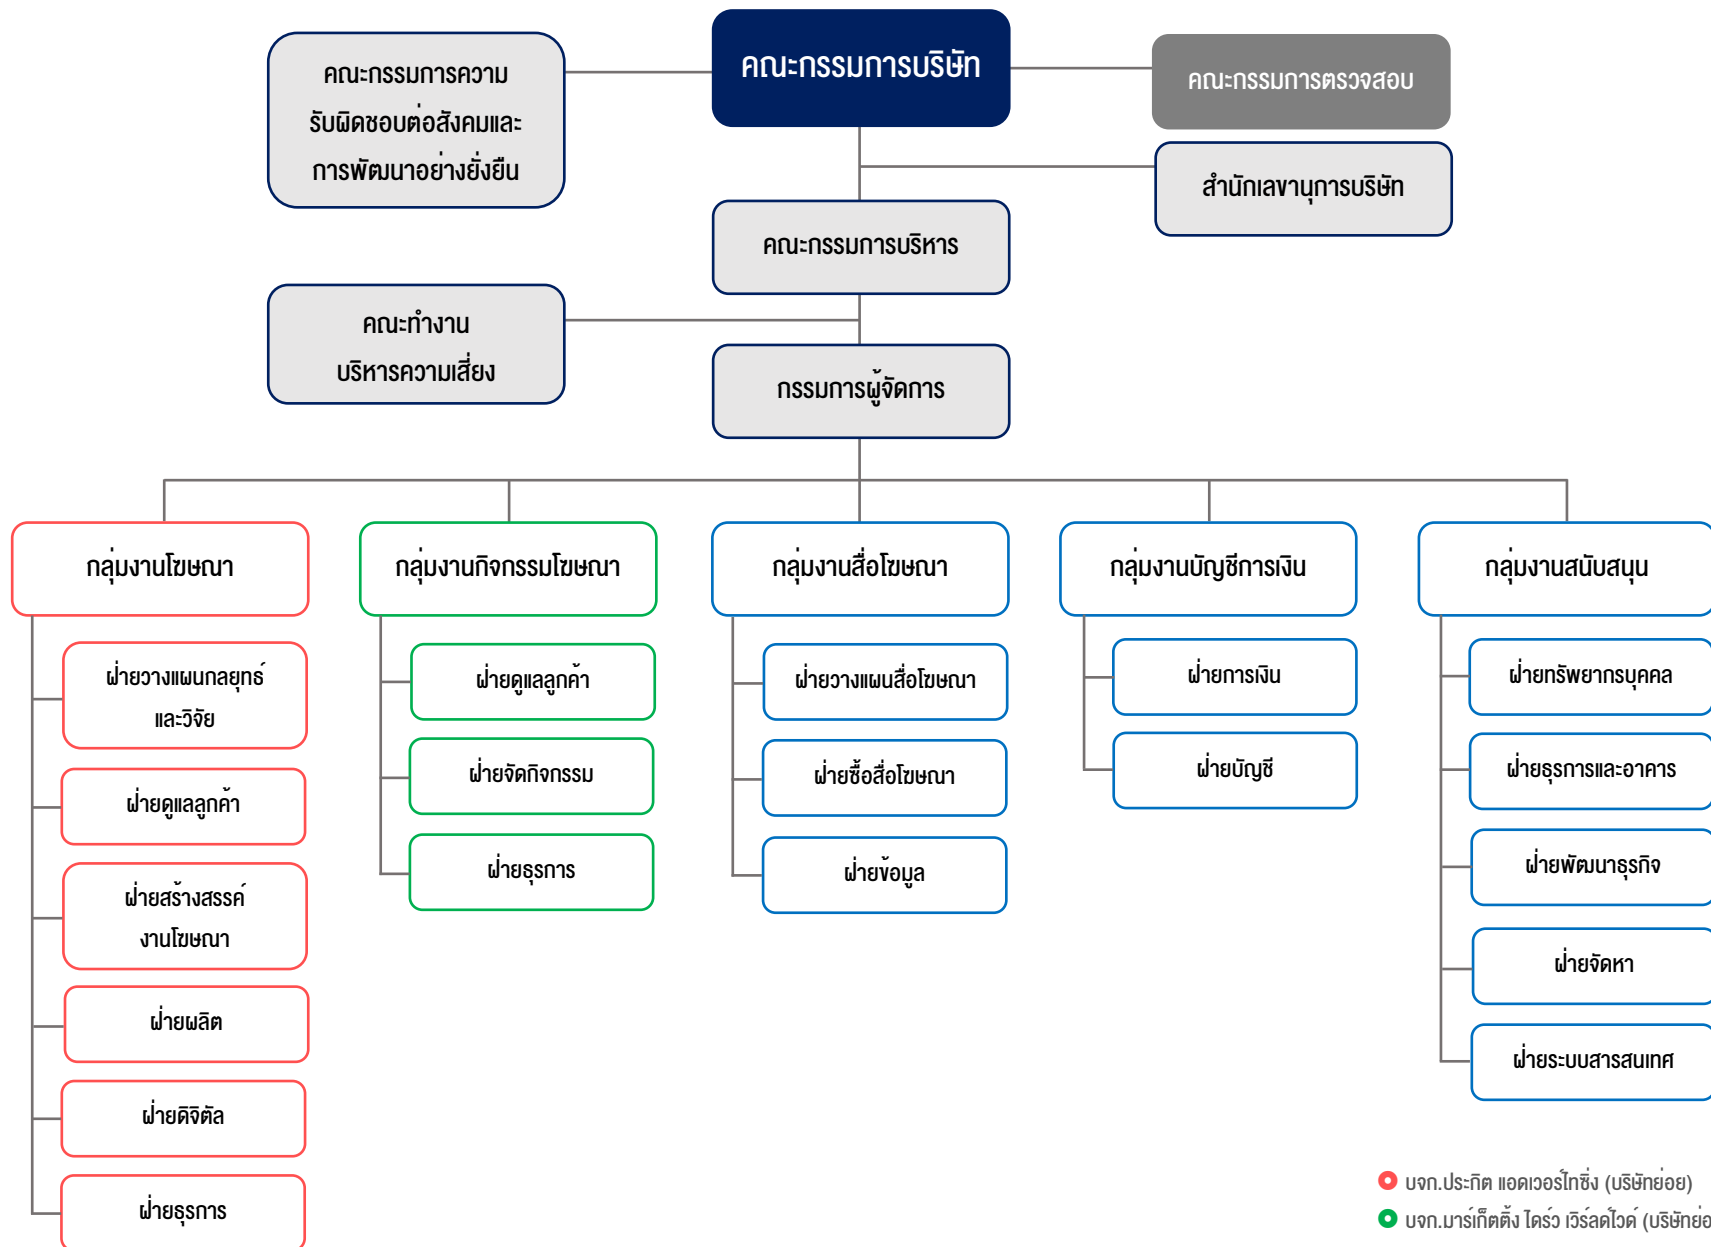 คณะกรรมการบริษัท
คณะกรรมการความ
รับผิดชอบต่อสังคมและ
การพัฒนาอย่างยั่งยืน
คณะกรรมการตรวจสอบ
สำนักเลขานุการบริษัท
คณะกรรมการบริหาร
คณะทำงาน
บริหารความเสี่ยง
กรรมการผู้จัดการ
กลุ่มงานโฆษณา
ฝ่ายวางแผนกลยุทธ์
และวิจัย
ฝ่ายดูแลลูกค้า
ฝ่ายสร้างสรรค์
งานโฆษณา
ฝ่ายผลิต
ฝ่ายดิจิตัล
ฝ่ายธุรการ
กลุ่มงานกิจกรรมโฆษณา
ฝ่ายดูแลลูกค้า
ฝ่ายจัดกิจกรรม
ฝ่ายธุรการ
กลุ่มงานสื่อโฆษณา
ฝ่ายวางแผนสื่อโฆษณา
ฝ่ายซื้อสื่อโฆษณา
ฝ่ายข้อมูล
กลุ่มงานบัญชีการเงิน
ฝ่ายการเงิน
ฝ่ายบัญชี
กลุ่มงานสนับสนุน
ฝ่ายทรัพยากรบุคคล
ฝ่ายธุรการและอาคาร
ฝ่ายพัฒนาธุรกิจ
ฝ่ายจัดหา
ฝ่ายระบบสารสนเทศ
บจก.ประกิต แอดเวอร์ไทซิ่ง (บริษัทย่อย)
บจก.มาร์เก็ตติ้ง ไดร์ว เวิร์ลด์ไวด์ (บริษัทย่อ